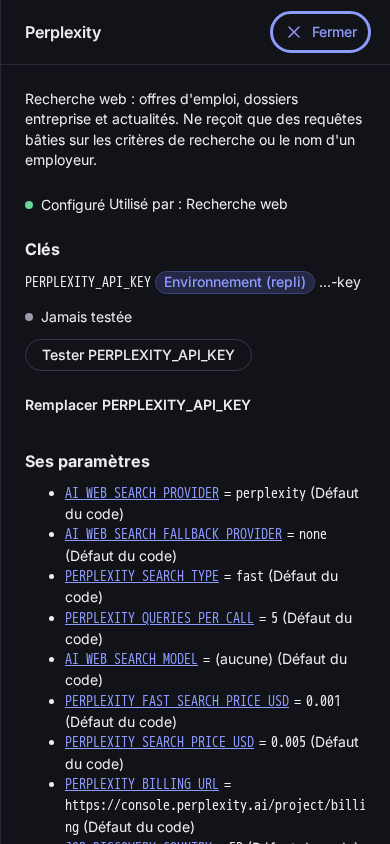 Perplexity
Fermer
Recherche web : offres d'emploi, dossiers
entreprise et actualités. Ne reçoit que des requêtes
bâties sur les critères de recherche ou le nom d'un
employeur.
Configuré Utilisé par : Recherche web
Clés
PERPLEXITY_API_KEY Environnement (repli) …-key
Jamais testée
Tester PERPLEXITY_API_KEY
Remplacer PERPLEXITY_API_KEY
Ses paramètres
AI_WEB_SEARCH_PROVIDER = perplexity (Défaut
du code)
AI_WEB_SEARCH_FALLBACK_PROVIDER = none
(Défaut du code)
PERPLEXITY_SEARCH_TYPE = fast (Défaut du
code)
PERPLEXITY_QUERIES_PER_CALL = 5 (Défaut du
code)
AI_WEB_SEARCH_MODEL = (aucune) (Défaut du
code)
PERPLEXITY_FAST_SEARCH_PRICE_USD = 0.001
(Défaut du code)
PERPLEXITY_SEARCH_PRICE_USD = 0.005 (Défaut
du code)
PERPLEXITY_BILLING_URL =
https://console.perplexity.ai/project/billi
ng (Défaut du code)